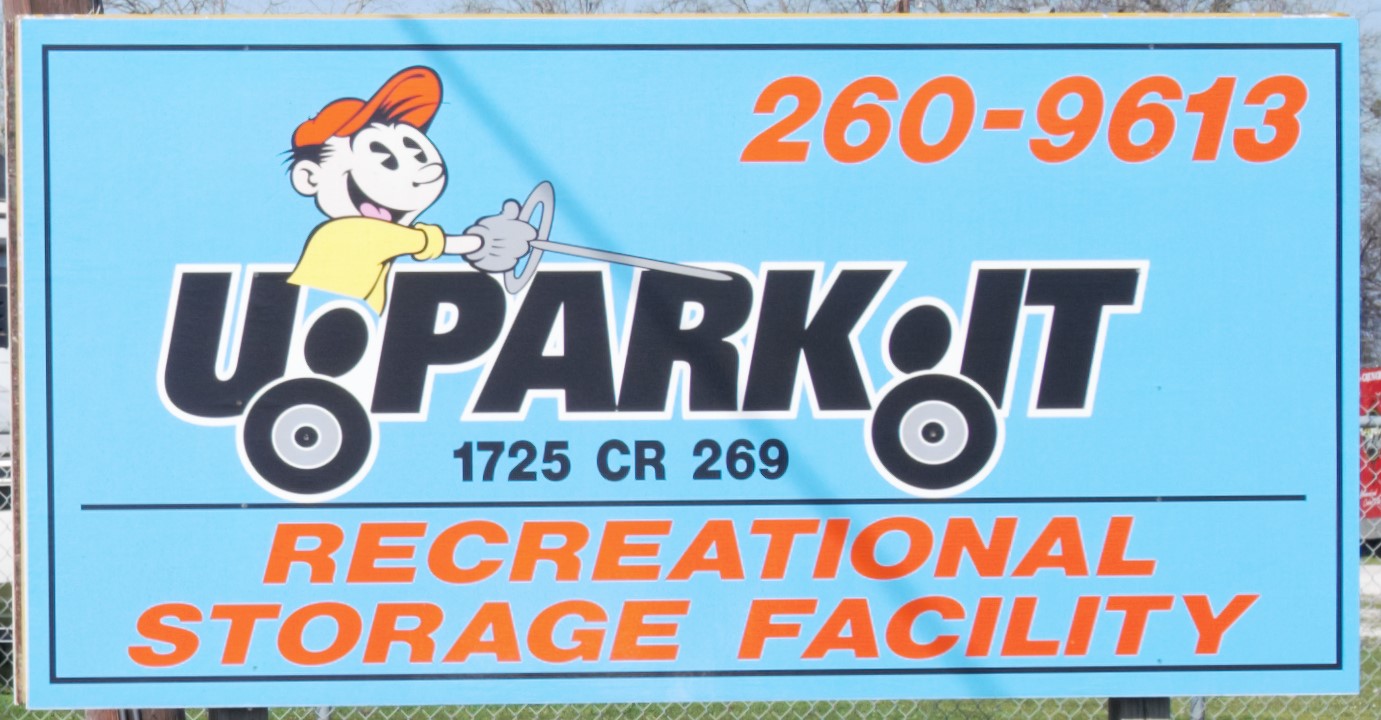 260-9613
U·PARK·IT
1725 CR 269
RECREATIONAL
STORAGE FACILITY